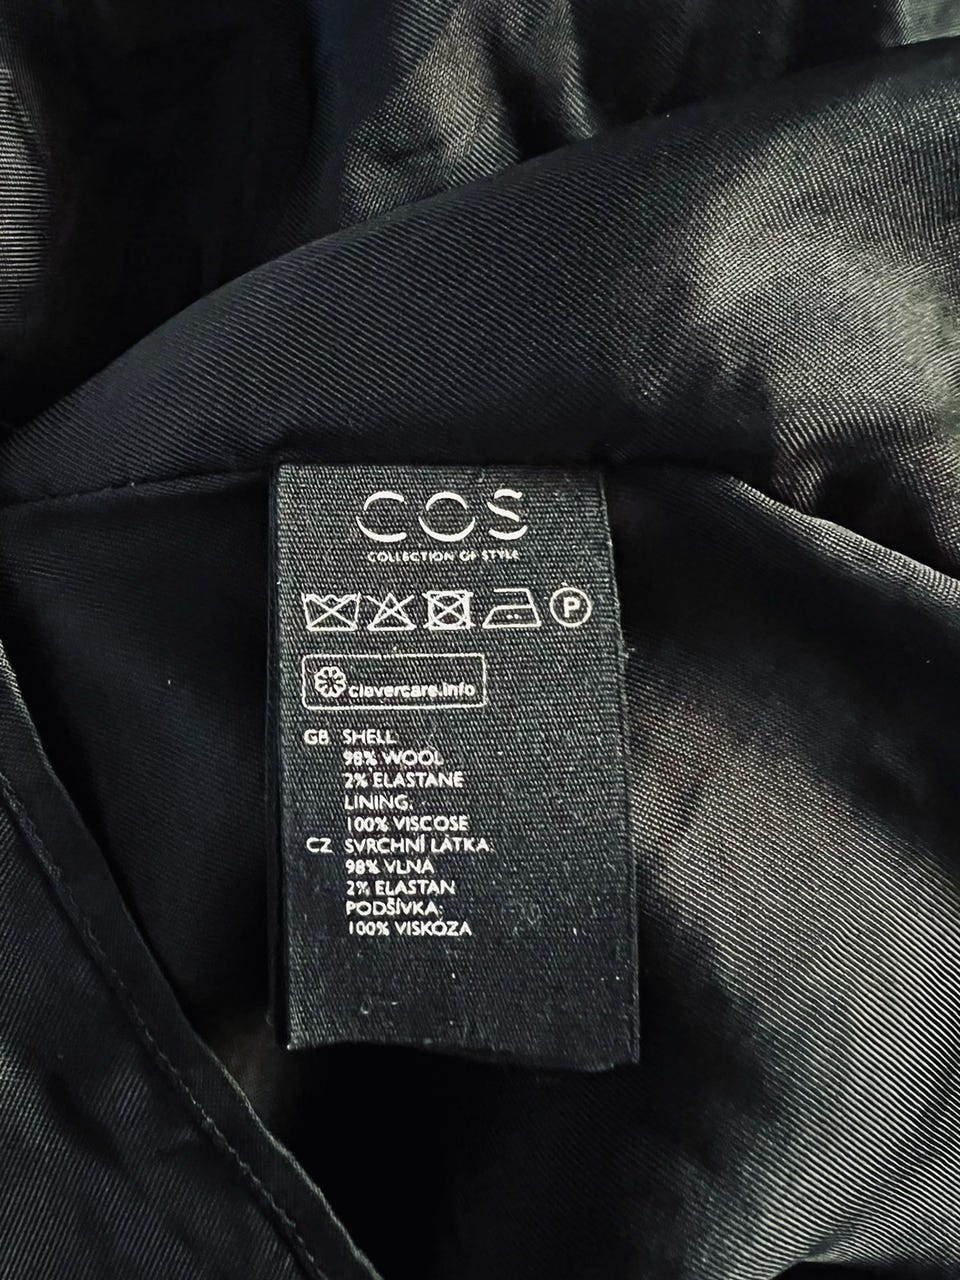 COS
COLLECTION OF STYLE
P
clevercare.info
GB SHELL:
98% WOOL
2% ELASTANE
LINING:
100% VISCOSE
CZ SVRCHNÍ LÁTKA:
98% VLNA
2% ELASTAN
PODŠÍVKA:
100% VISKÓZA